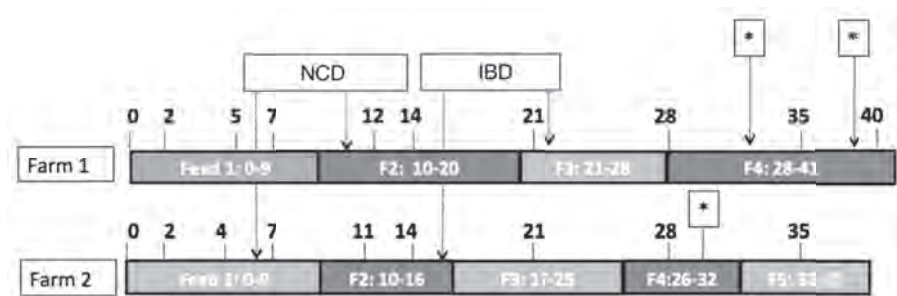 * *
NCD IBD
0 2 5 7 12 14 21 28 35 40
Farm 1 Feed 1: 0-9 F2: 10-20 F3: 21-28 F4: 28-41
*
0 2 4 7 11 14 21 28 35
Farm 2 Feed 1: 0-9 F2: 10-16 F3: 17-25 F4:26-32 F5: